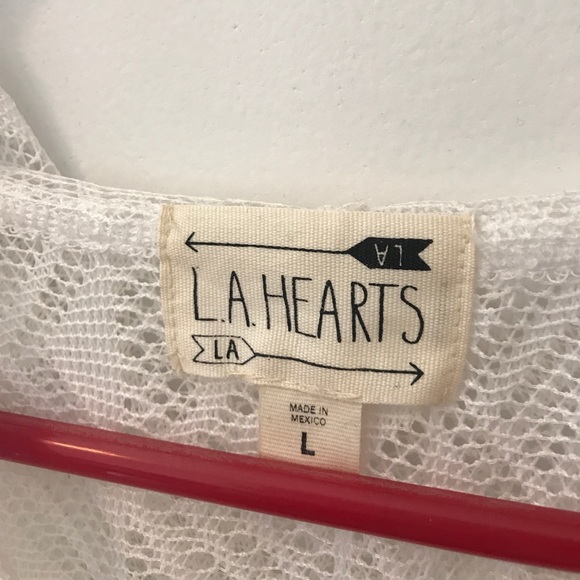 LA
L.A. HEARTS
LA
MADE IN
MEXICO
L